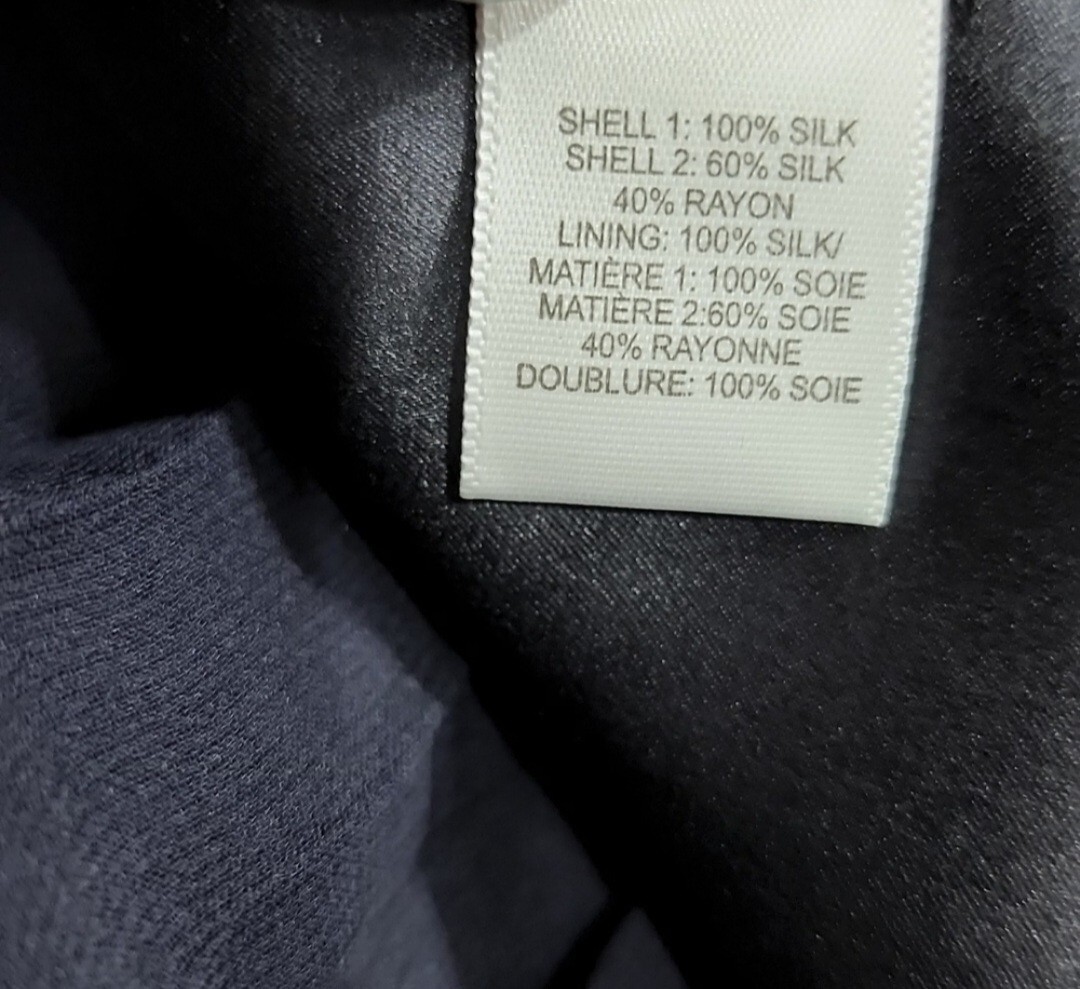 SHELL 1: 100% SILK
SHELL 2: 60% SILK
40% RAYON
LINING: 100% SILK/
MATIÈRE 1: 100% SOIE
MATIÈRE 2:60% SOIE
40% RAYONNE
DOUBLURE: 100% SOIE